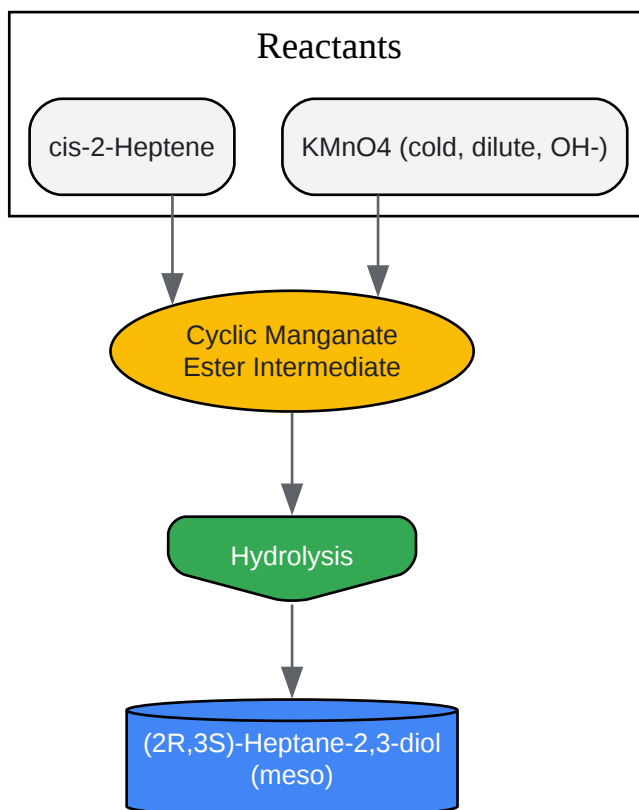 Reactants
cis-2-Heptene
KMnO4 (cold, dilute, OH-)
Cyclic Manganate
Ester Intermediate
Hydrolysis
(2R,3S)-Heptane-2,3-diol
(meso)